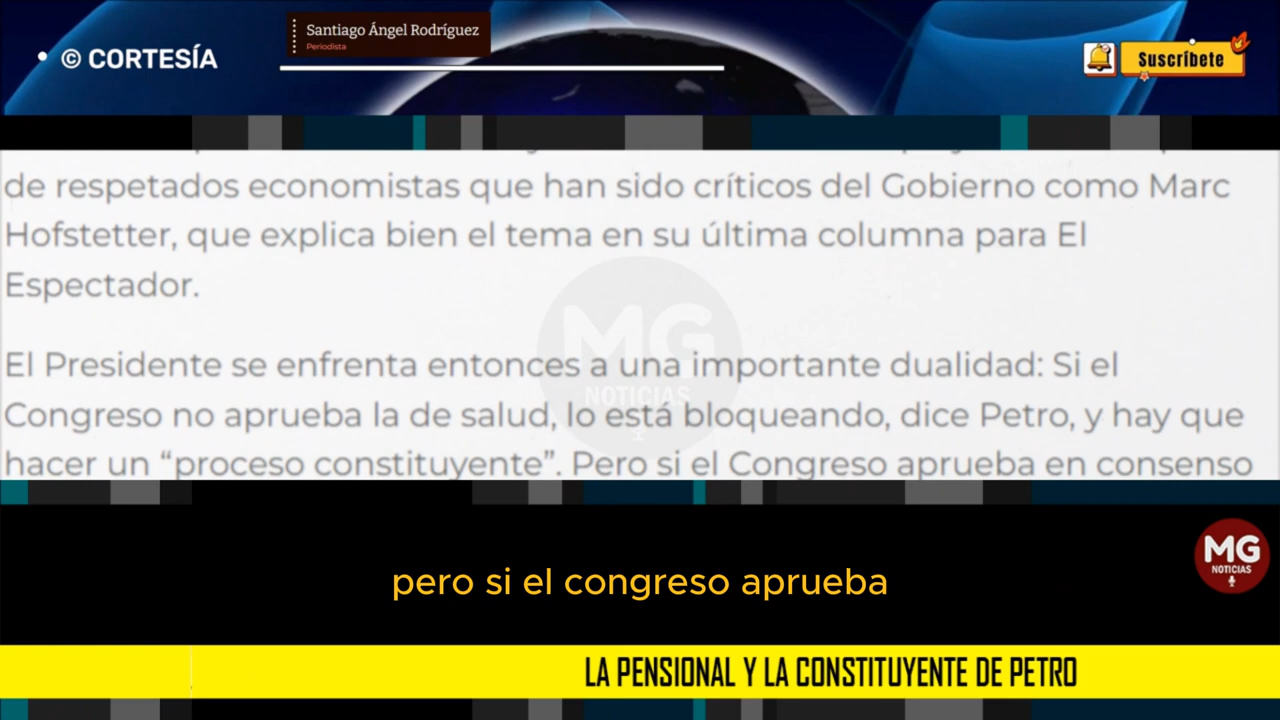 © CORTESÍA
Santiago Ángel Rodríguez
Periodista
Suscríbete
de respetados economistas que han sido críticos del Gobierno como Marc
Hofstetter, que explica bien el tema en su última columna para El
Espectador.
El Presidente se enfrenta entonces a una importante dualidad: Si el
Congreso no aprueba la de salud, lo está bloqueando, dice Petro, y hay que
hacer un “proceso constituyente”. Pero si el Congreso aprueba en consenso
MG
NOTICIAS
pero si el congreso aprueba
MG
NOTICIAS
LA PENSIONAL Y LA CONSTITUYENTE DE PETRO